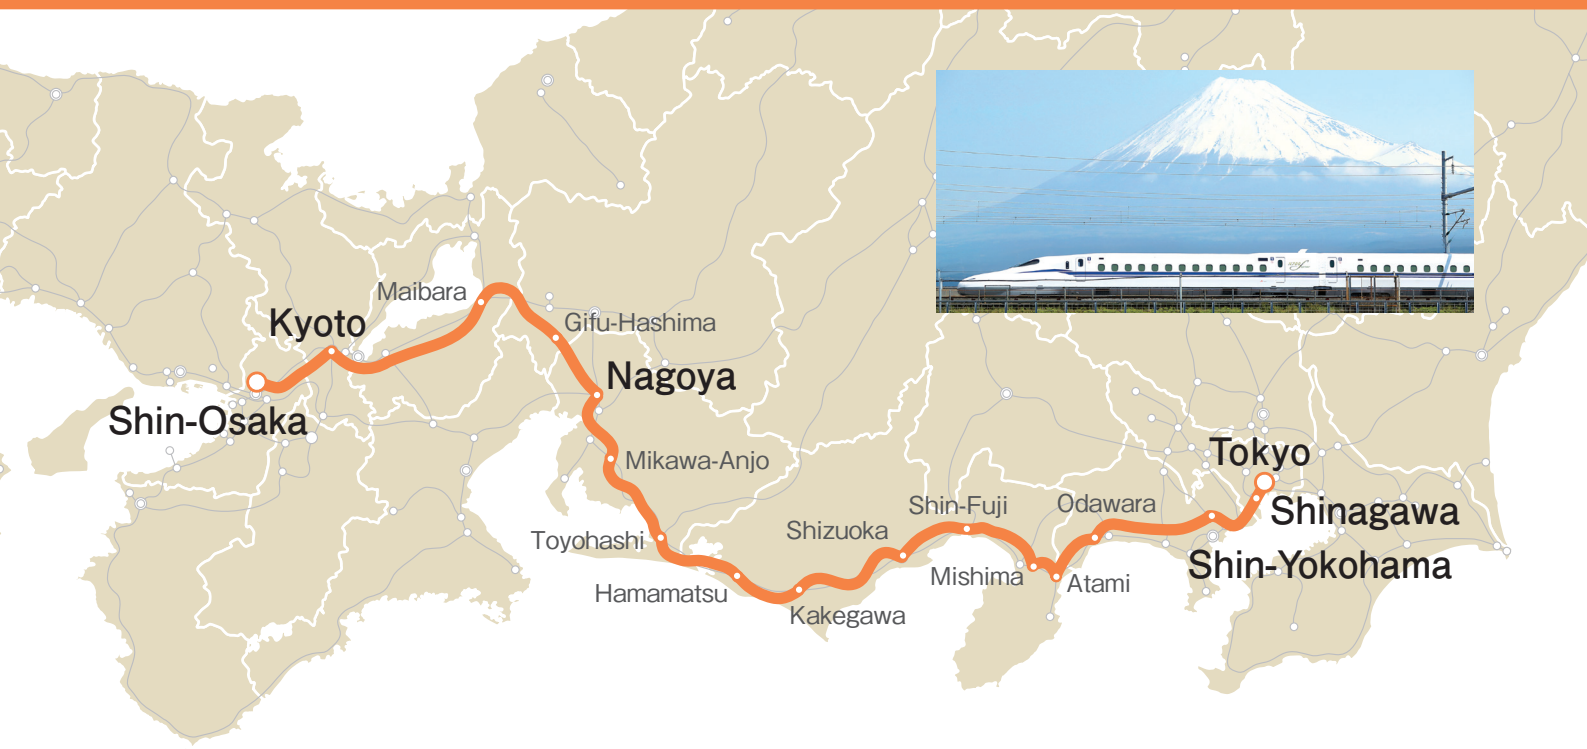 Maibara
Kyoto
Gifu-Hashima
Nagoya
Shin-Osaka
Mikawa-Anjo
Tokyo
Shin-Fuji
Odawara
Shinagawa
Shizuoka
Toyohashi
Shin-Yokohama
Mishima
Atami
Hamamatsu
Kakegawa